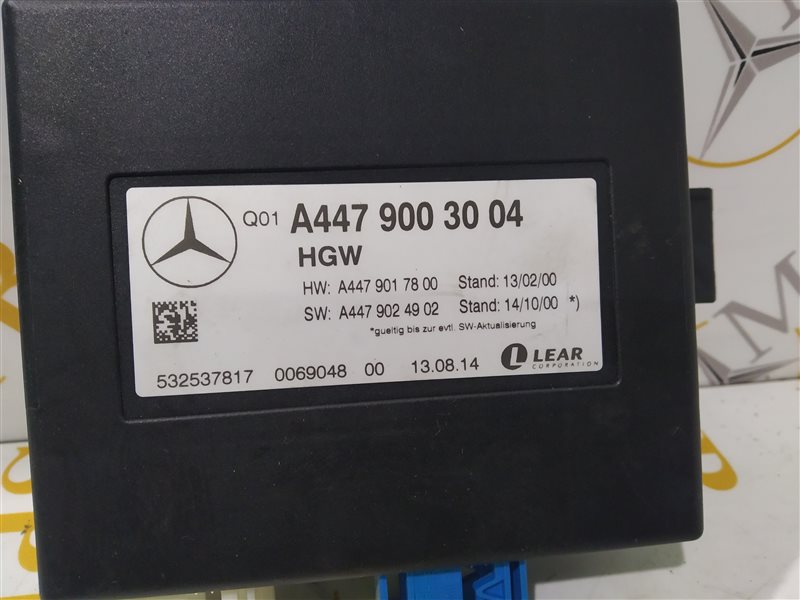 Q01 A447 900 30 04
HGW
HW: A447 901 78 00 Stand: 13/02/00
SW: A447 902 49 02 Stand: 14/10/00 *)
*gueltig bis zur evtl. SW-Aktualisierung
532537817 0069048 00 13.08.14 LEAR
CORPORATION